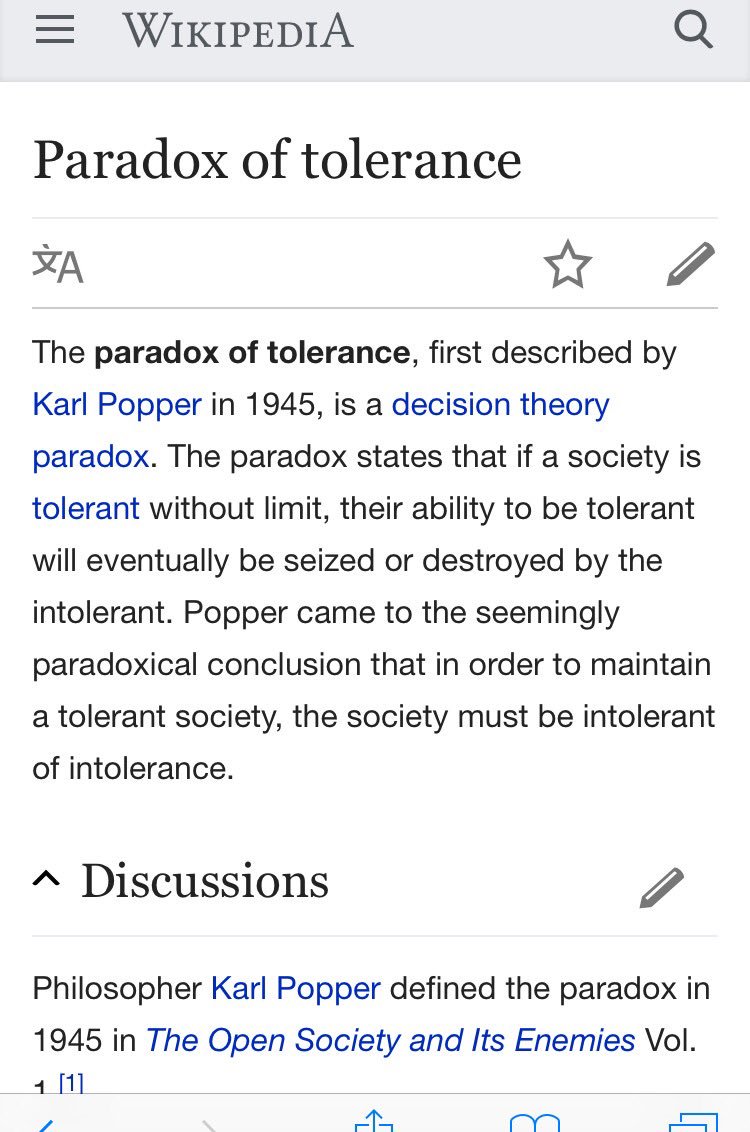 WIKIPEDIA
Paradox of tolerance
文A
The paradox of tolerance, first described by
Karl Popper in 1945, is a decision theory
paradox. The paradox states that if a society is
tolerant without limit, their ability to be tolerant
will eventually be seized or destroyed by the
intolerant. Popper came to the seemingly
paradoxical conclusion that in order to maintain
a tolerant society, the society must be intolerant
of intolerance.
Discussions
Philosopher Karl Popper defined the paradox in
1945 in The Open Society and Its Enemies Vol.
1.[1]